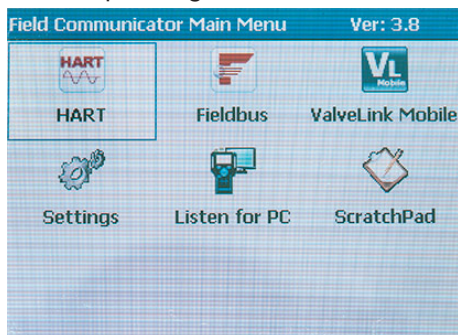 Field Communicator Main Menu Ver: 3.8
HART
VL
Mobile
HART Fieldbus ValveLink Mobile
Settings Listen for PC ScratchPad